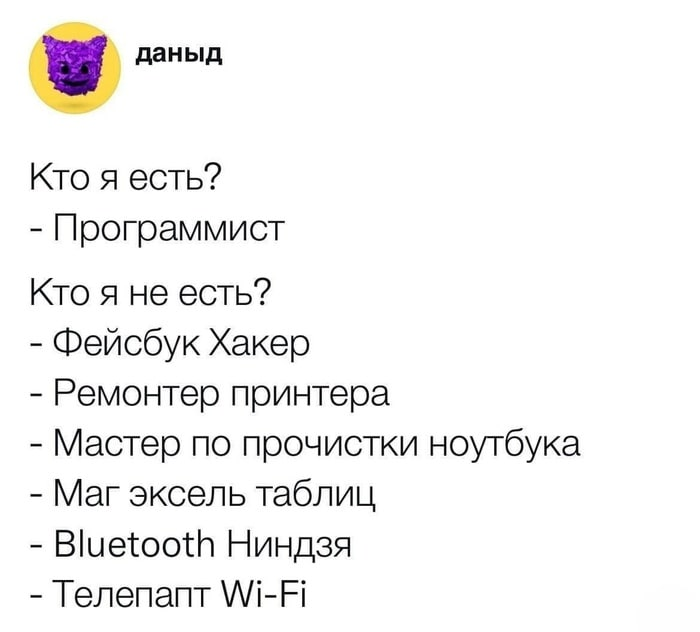 даныд
Кто я есть?
- Программист
Кто я не есть?
- Фейсбук Хакер
- Ремонтер принтера
- Мастер по прочистки ноутбука
- Маг эксель таблиц
- Bluetooth Ниндзя
- Телепапт Wi-Fi